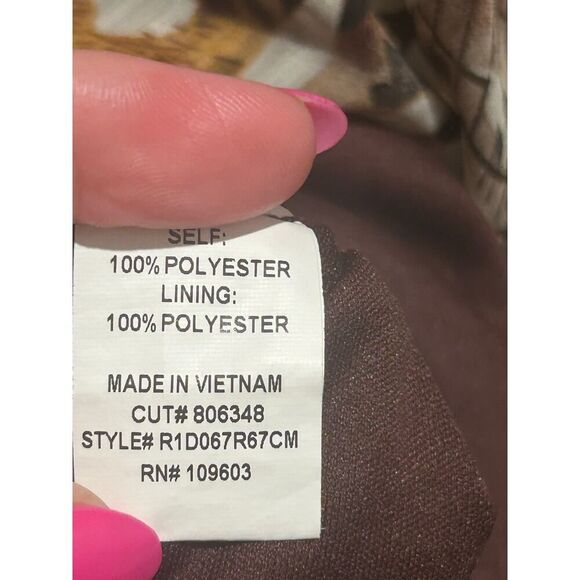 SELF:
100% POLYESTER
LINING:
100% POLYESTER
MADE IN VIETNAM
CUT# 806348
STYLE# R1D067R67CM
RN# 109603